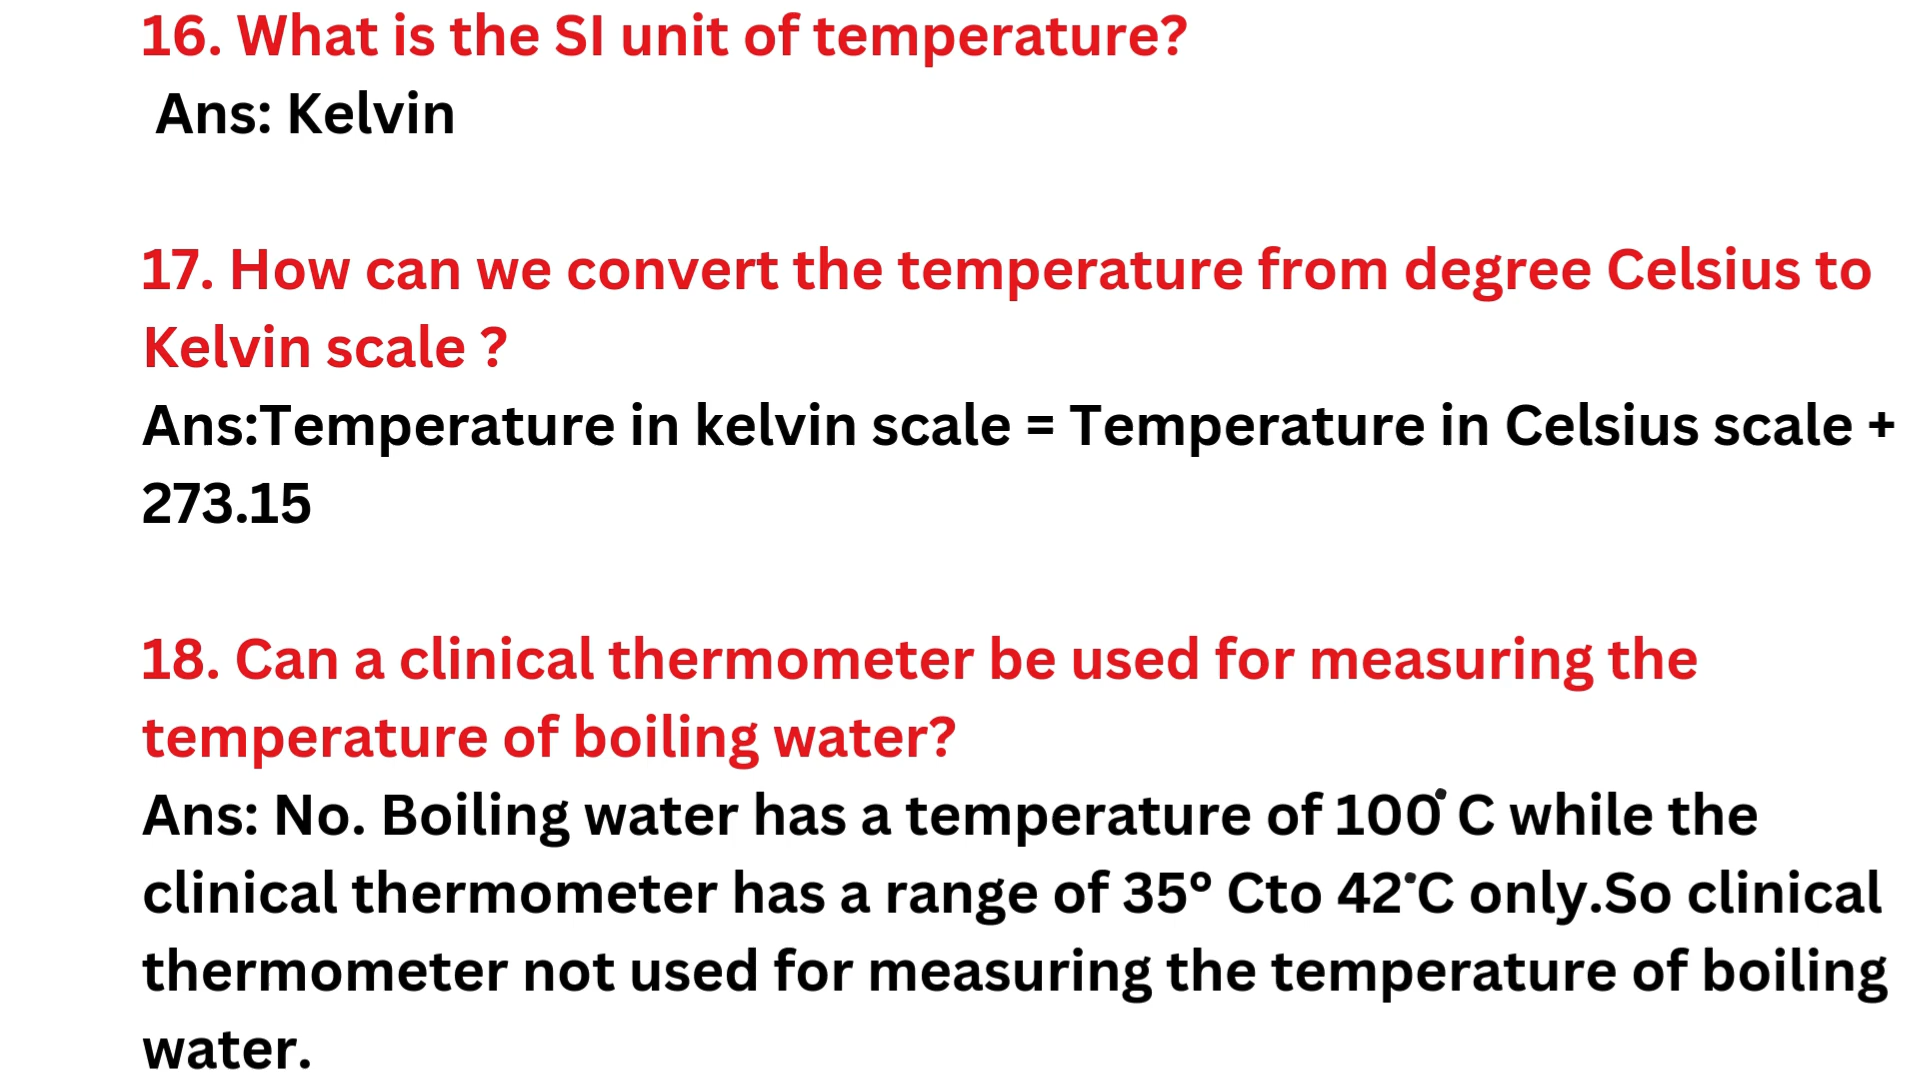 16. What is the SI unit of temperature?
Ans: Kelvin
17. How can we convert the temperature from degree Celsius to
Kelvin scale ?
Ans:Temperature in kelvin scale = Temperature in Celsius scale +
273.15
18. Can a clinical thermometer be used for measuring the
temperature of boiling water?
Ans: No. Boiling water has a temperature of 100° C while the
clinical thermometer has a range of 35° Cto 42°C only.So clinical
thermometer not used for measuring the temperature of boiling
water.